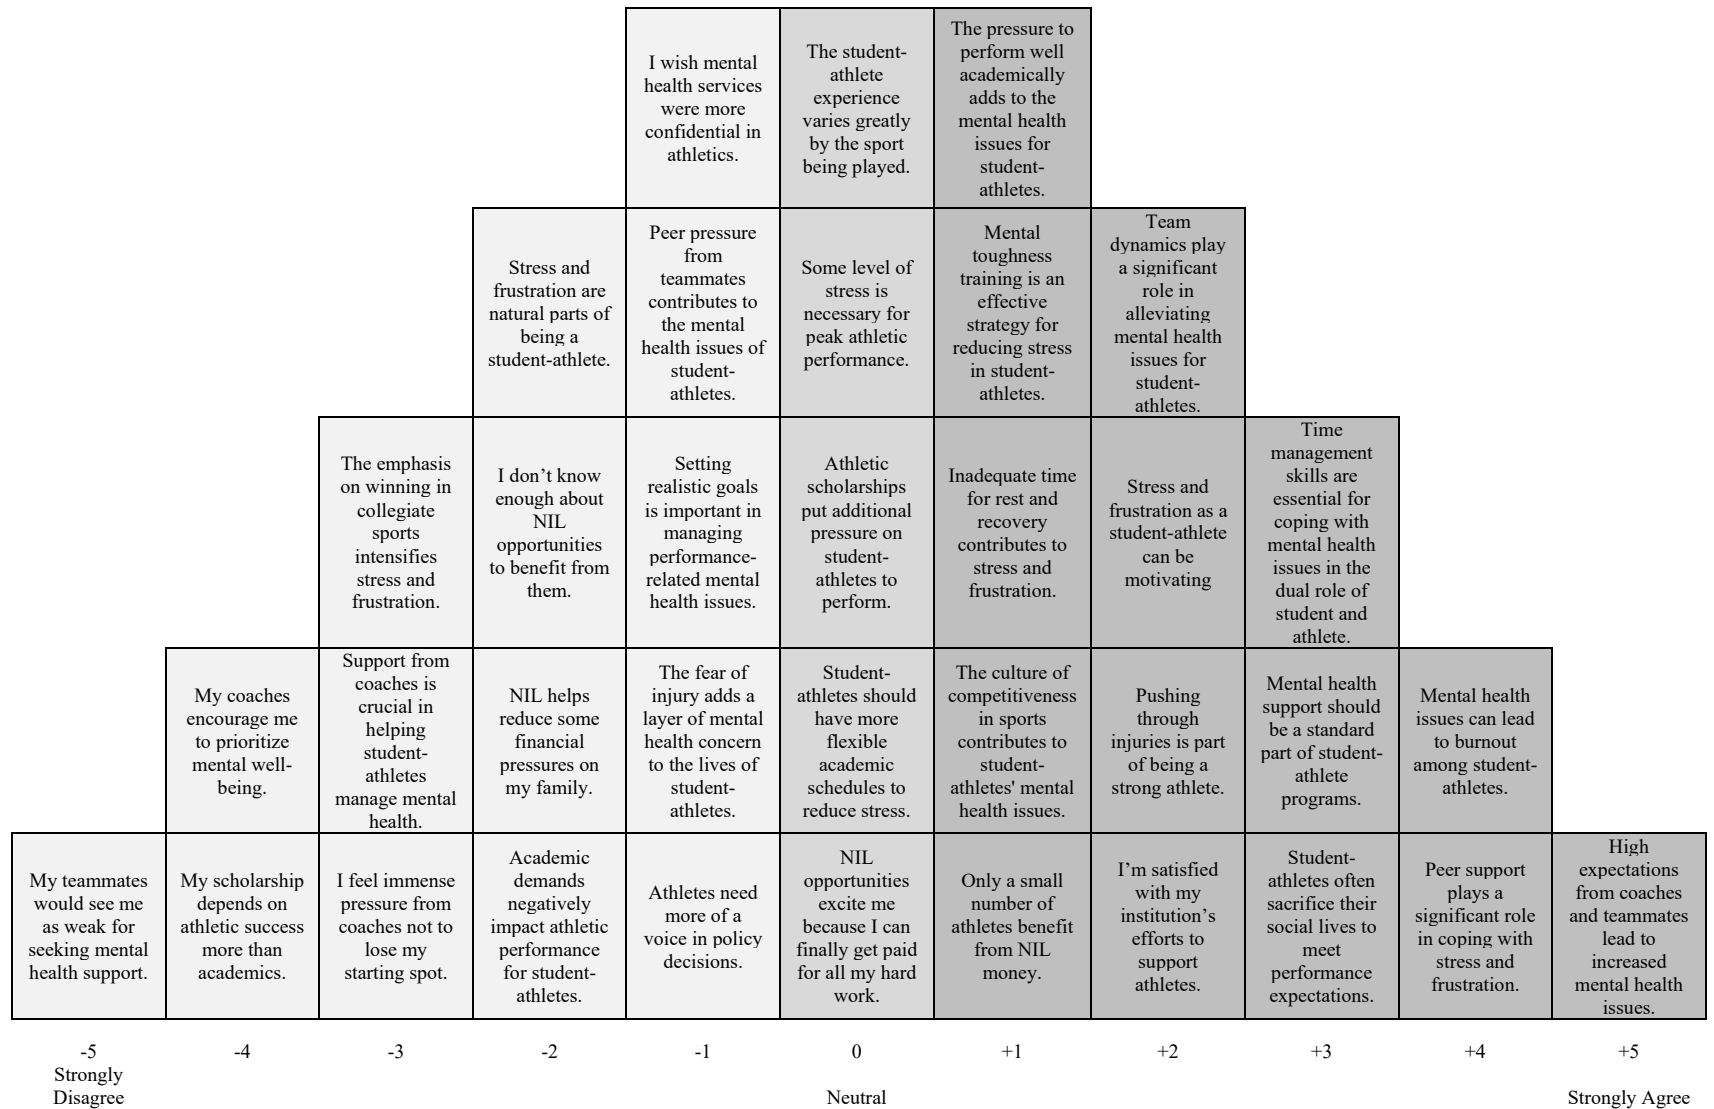 I wish mental
health services
were more
confidential in
athletics.
The student-
athlete
experience
varies greatly
by the sport
being played.
The pressure to
perform well
academically
adds to the
mental health
issues for
student-
athletes.
Stress and
frustration are
natural parts of
being a
student-athlete.
Peer pressure
from
teammates
contributes to
the mental
health issues of
student-
athletes.
Some level of
stress is
necessary for
peak athletic
performance.
Mental
toughness
training is an
effective
strategy for
reducing stress
in student-
athletes.
Team
dynamics play
a significant
role in
alleviating
mental health
issues for
student-
athletes.
The emphasis
on winning in
collegiate
sports
intensifies
stress and
frustration.
I don’t know
enough about
NIL
opportunities
to benefit from
them.
Setting
realistic goals
is important in
managing
performance-
related mental
health issues.
Athletic
scholarships
put additional
pressure on
student-
athletes to
perform.
Inadequate time
for rest and
recovery
contributes to
stress and
frustration.
Stress and
frustration as a
student-athlete
can be
motivating
Time
management
skills are
essential for
coping with
mental health
issues in the
dual role of
student and
athlete.
My coaches
encourage me
to prioritize
mental well-
being.
Support from
coaches is
crucial in
helping
student-
athletes
manage mental
health.
NIL helps
reduce some
financial
pressures on
my family.
The fear of
injury adds a
layer of mental
health concern
to the lives of
student-
athletes.
Student-
athletes should
have more
flexible
academic
schedules to
reduce stress.
The culture of
competitiveness
in sports
contributes to
student-
athletes' mental
health issues.
Pushing
through
injuries is part
of being a
strong athlete.
Mental health
support should
be a standard
part of student-
athlete
programs.
Mental health
issues can lead
to burnout
among student-
athletes.
My teammates
would see me
as weak for
seeking mental
health support.
My scholarship
depends on
athletic success
more than
academics.
I feel immense
pressure from
coaches not to
lose my
starting spot.
Academic
demands
negatively
impact athletic
performance
for student-
athletes.
Athletes need
more of a
voice in policy
decisions.
NIL
opportunities
excite me
because I can
finally get paid
for all my hard
work.
Only a small
number of
athletes benefit
from NIL
money.
I’m satisfied
with my
institution’s
efforts to
support
athletes.
Student-
athletes often
sacrifice their
social lives to
meet
performance
expectations.
Peer support
plays a
significant role
in coping with
stress and
frustration.
High
expectations
from coaches
and teammates
lead to
increased
mental health
issues.
-5 -4 -3 -2 -1 0 +1 +2 +3 +4 +5
Strongly
Disagree
Neutral
Strongly Agree